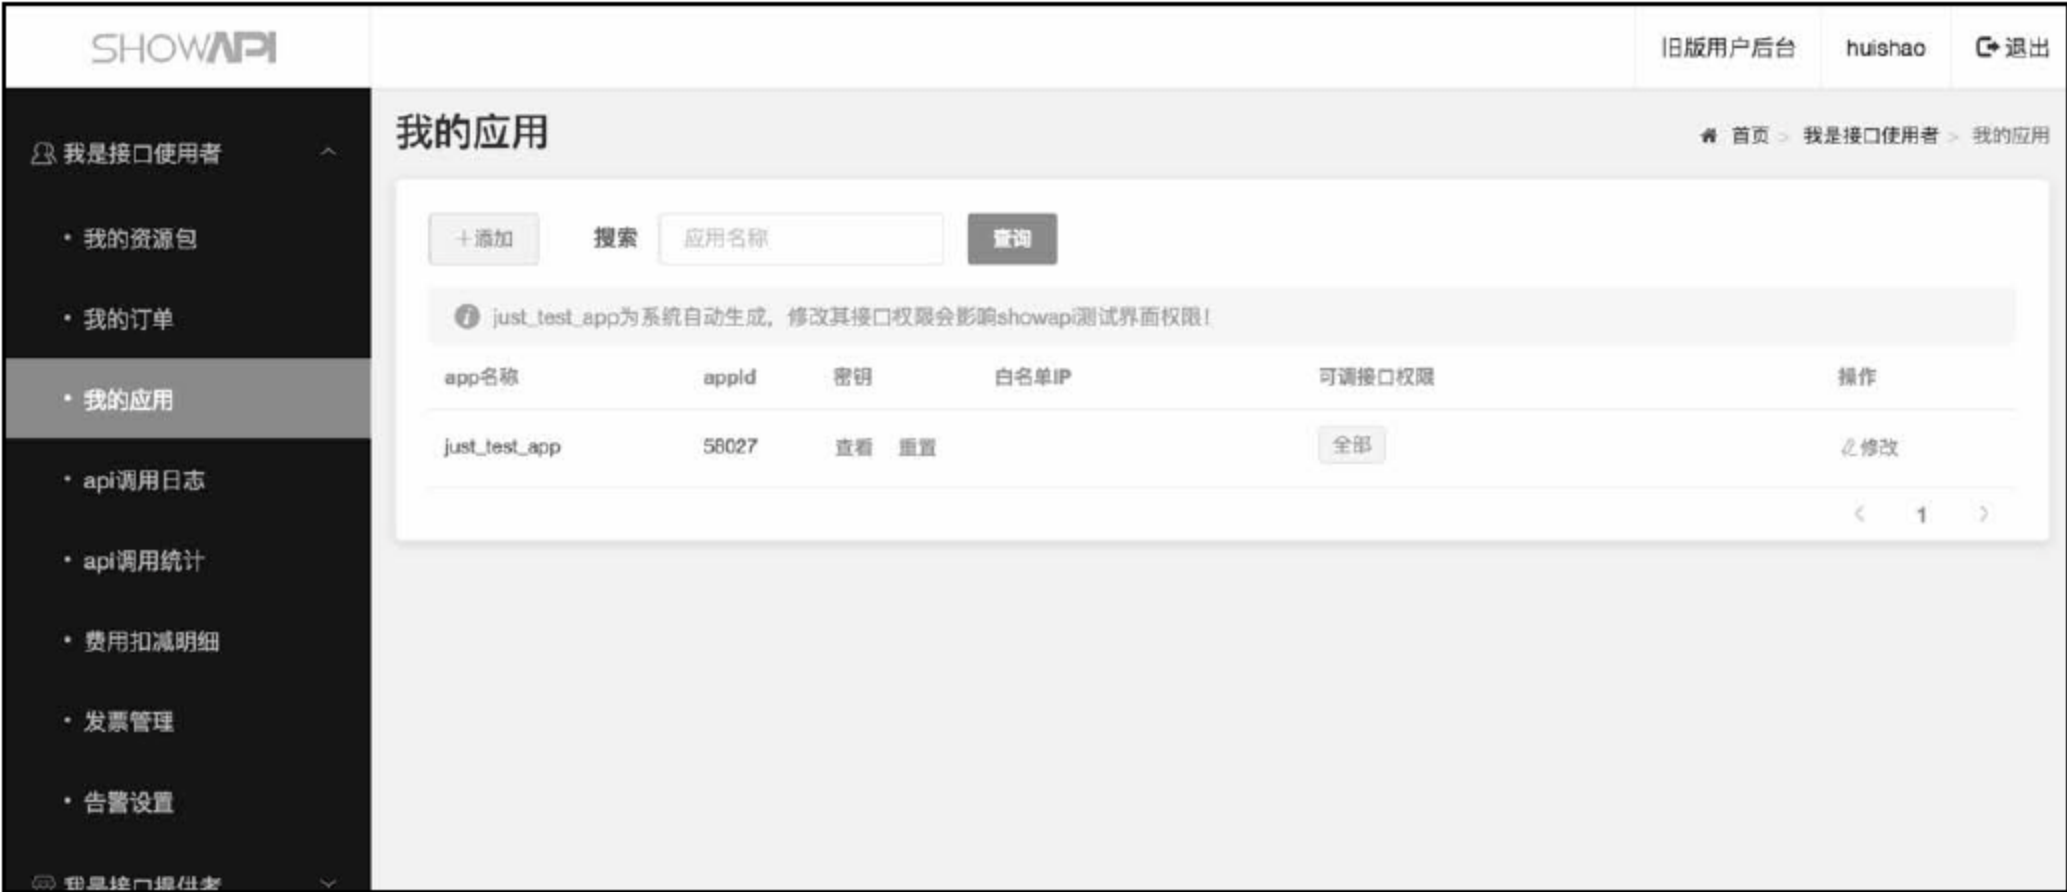 SHOWAPI
旧版用户后台 huishao 退出
我是接口使用者
我的资源包
我的订单
我的应用
api调用日志
api调用统计
费用扣减明细
发票管理
告警设置
我是接口提供者
我的应用
首页 > 我是接口使用者 > 我的应用
+添加 搜索 应用名称 查询
just_test_app为系统自动生成，修改其接口权限会影响showapi测试界面权限！
app名称 appId 密钥 白名单IP 可调接口权限 操作
just_test_app 58027 查看 重置 全部 修改
< 1 >